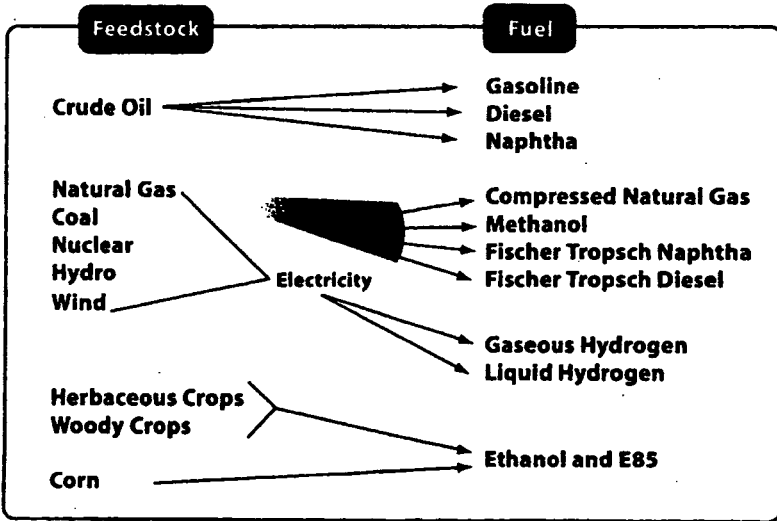 Feedstock
Fuel
Crude Oil
Gasoline
Diesel
Naphtha
Natural Gas
Coal
Nuclear
Hydro
Wind
Electricity
Compressed Natural Gas
Methanol
Fischer Tropsch Naphtha
Fischer Tropsch Diesel
Gaseous Hydrogen
Liquid Hydrogen
Herbaceous Crops
Woody Crops
Corn
Ethanol and E85